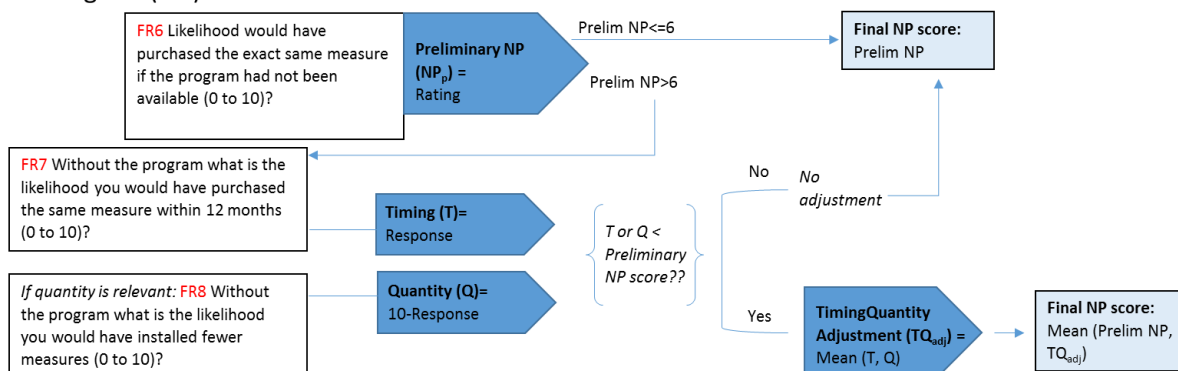 FR6 Likelihood would have
purchased the exact same measure
if the program had not been
available (0 to 10)?
Preliminary NP
(NPp) =
Rating
Prelim NP<=6
Prelim NP>6
Final NP score:
Prelim NP
FR7 Without the program what is the
likelihood you would have purchased
the same measure within 12 months
(0 to 10)?
Timing (T)=
Response
T or Q <
Preliminary
NP score??
No
No
adjustment
If quantity is relevant: FR8 Without
the program what is the likelihood
you would have installed fewer
measures (0 to 10)?
Quantity (Q)=
10-Response
Yes
TimingQuantity
Adjustment (TQadj) =
Mean (T, Q)
Final NP score:
Mean (Prelim NP,
TQadj)